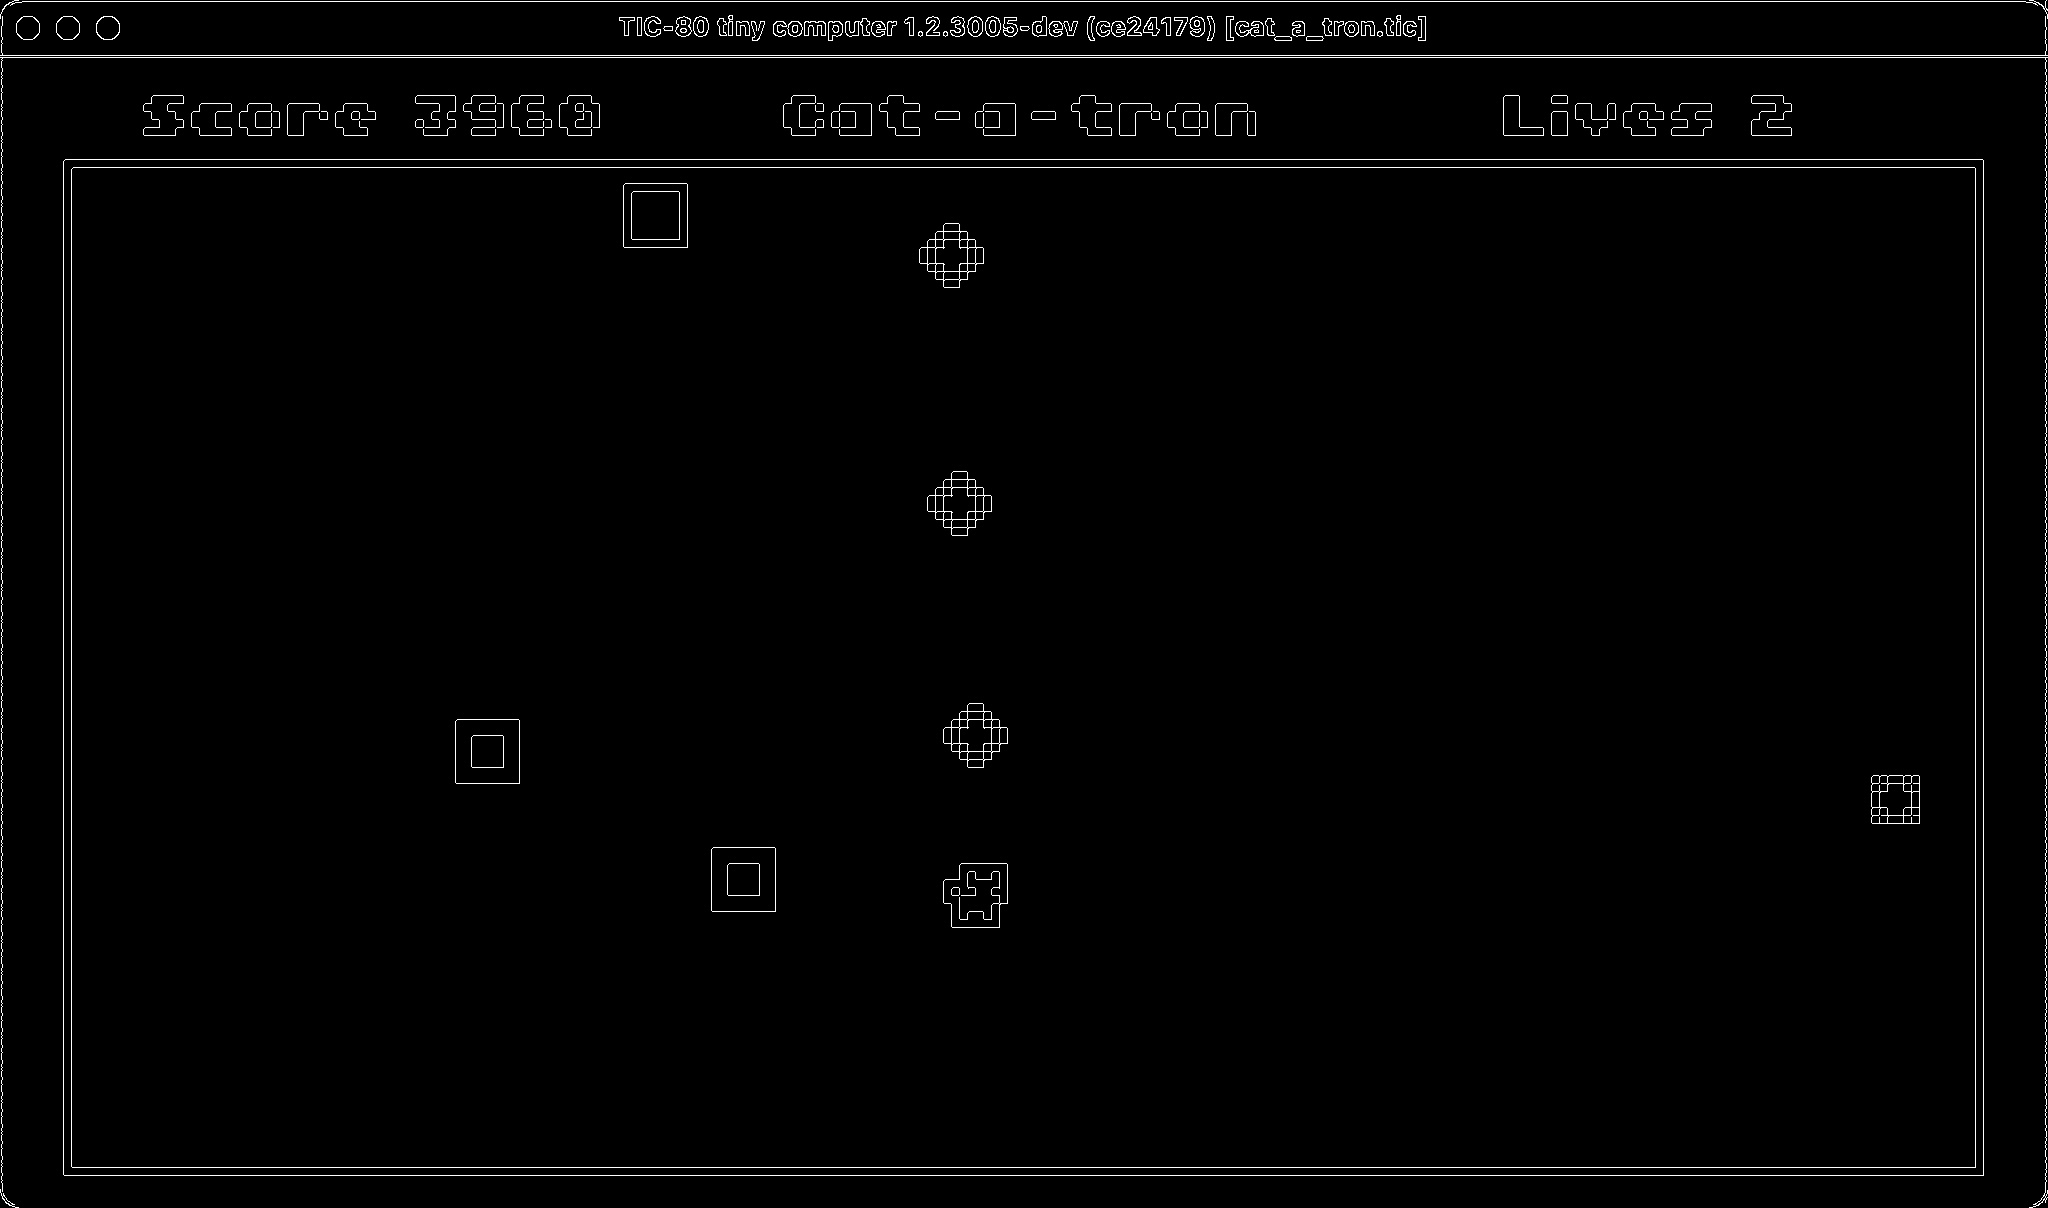 TIC-80 tiny computer 1.2.3005-dev (ce24179) [cat_a_tron.tic]
Score 3960 Cat-a-tron Lives 2